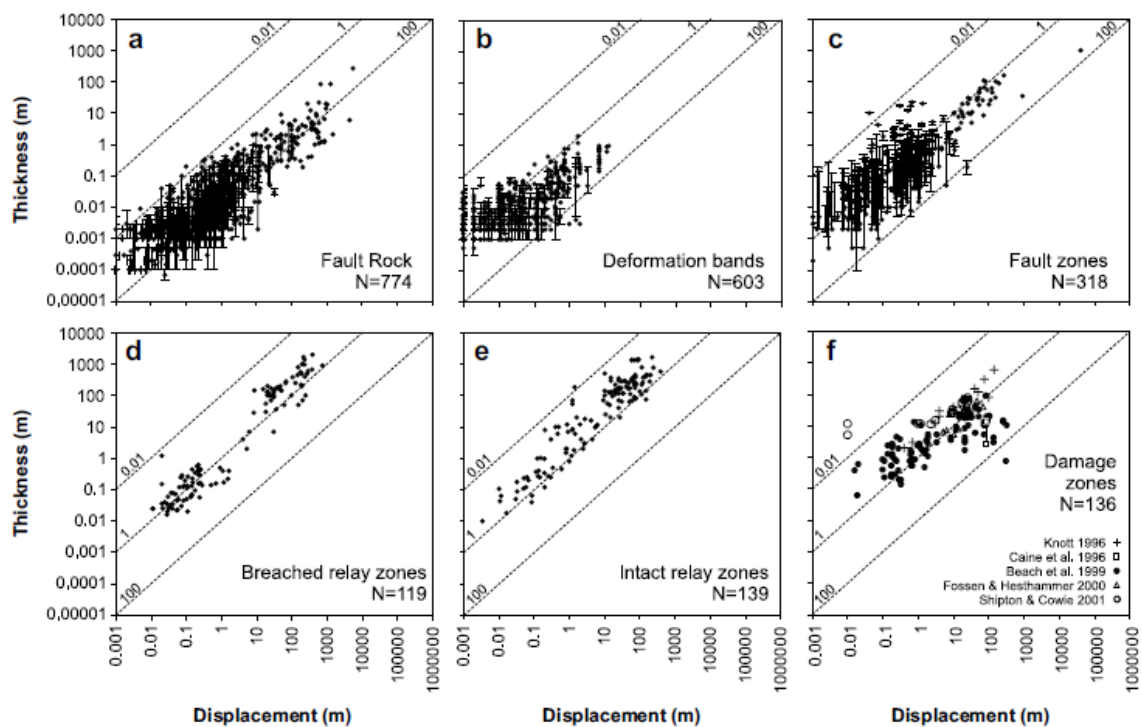 Thickness (m)
10000
1000
100
10
1
0.1
0.01
0.001
0.0001
0,00001
a
0,01
1
100
Fault Rock
N=774
b
0.01
1
100
Deformation bands
N=603
c
0.01
1
100
Fault zones
N=318
Thickness (m)
10000
1000
100
10
1
0.1
0.01
0,001
0,0001
0,00001
d
0.01
1
100
Breached relay zones
N=119
e
0.01
1
100
Intact relay zones
N=139
f
0.01
1
100
Damage
zones
N=136
Knott 1996
Caine et al. 1996
Beach et al. 1999
Fossen & Hesthammer 2000
Shipton & Cowie 2001
0.001 0.01 0.1 1 10 100 1000 10000 100000 1000000
0.001 0.01 0.1 1 10 100 1000 10000 100000 1000000
0.001 0.01 0.1 1 10 100 1000 10000 100000 1000000
Displacement (m)
Displacement (m)
Displacement (m)